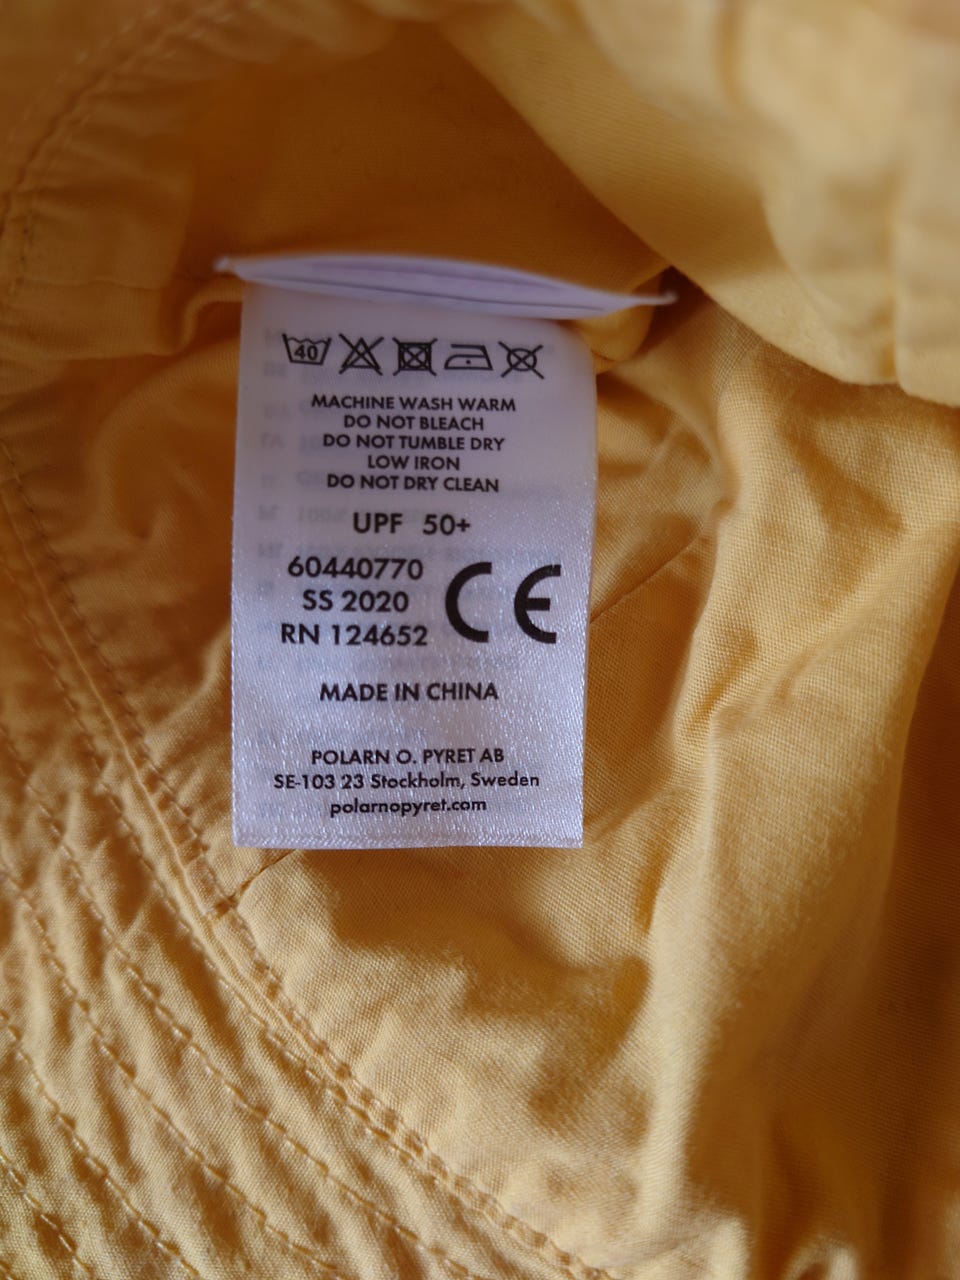 40
MACHINE WASH WARM
DO NOT BLEACH
DO NOT TUMBLE DRY
LOW IRON
DO NOT DRY CLEAN
UPF 50+
60440770
SS 2020
RN 124652
CE
MADE IN CHINA
POLARN O. PYRET AB
SE-103 23 Stockholm, Sweden
polarnopyret.com